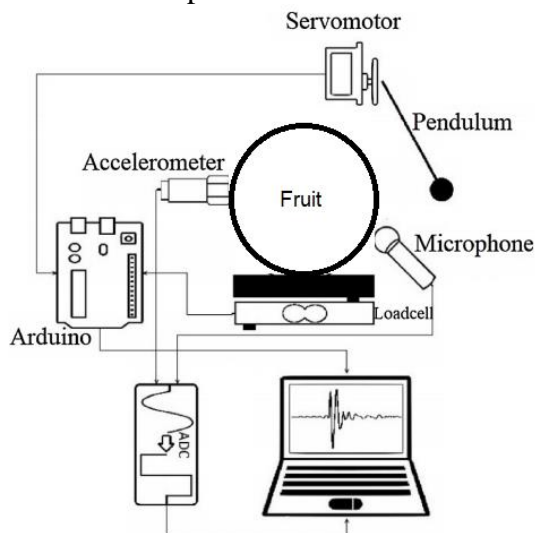 Servomotor
Pendulum
Accelerometer
Fruit
Microphone
Loadcell
Arduino
ADC